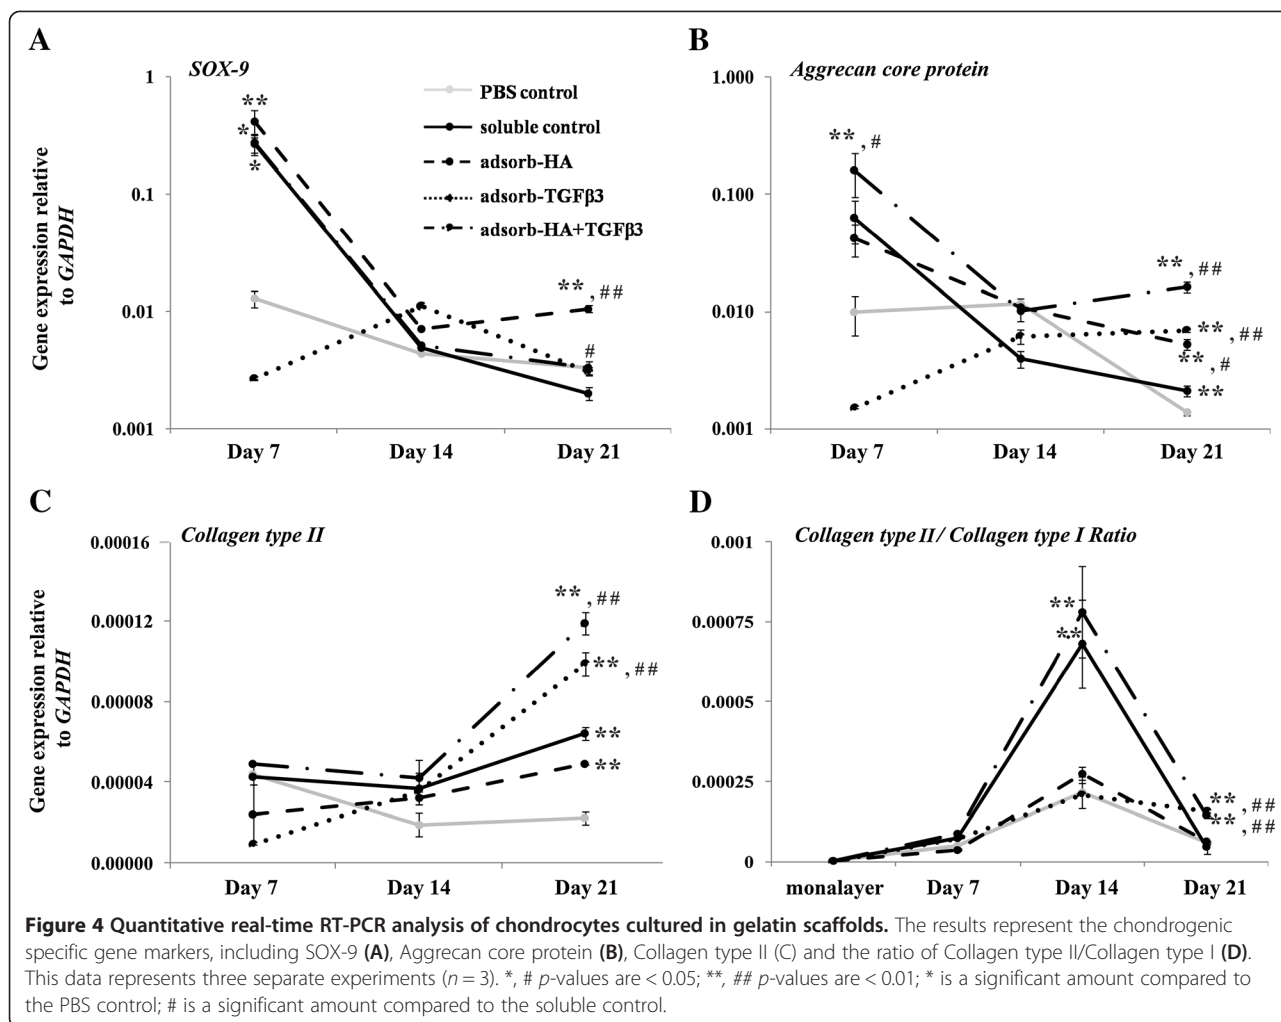 A
SOX-9
1
0.1
0.01
0.001
Gene expression relative
to GAPDH
PBS control
soluble control
adsorb-HA
adsorb-TGFβ3
adsorb-HA+TGFβ3
**
*
*
**, ##
#
Day 7 Day 14 Day 21
B
Aggrecan core protein
1.000
0.100
0.010
0.001
**, #
**, ##
**, ##
**, #
**
Day 7 Day 14 Day 21
C
Collagen type II
0.00016
0.00012
0.00008
0.00004
0.00000
Gene expression relative
to GAPDH
**, ##
**, ##
**
**
Day 7 Day 14 Day 21
D
Collagen type II / Collagen type I Ratio
0.001
0.00075
0.0005
0.00025
0
**
**
**, ##
**, ##
monalayer Day 7 Day 14 Day 21
Figure 4 Quantitative real-time RT-PCR analysis of chondrocytes cultured in gelatin scaffolds. The results represent the chondrogenic
specific gene markers, including SOX-9 (A), Aggrecan core protein (B), Collagen type II (C) and the ratio of Collagen type II/Collagen type I (D).
This data represents three separate experiments (n = 3). *, # p-values are < 0.05; **, ## p-values are < 0.01; * is a significant amount compared to
the PBS control; # is a significant amount compared to the soluble control.